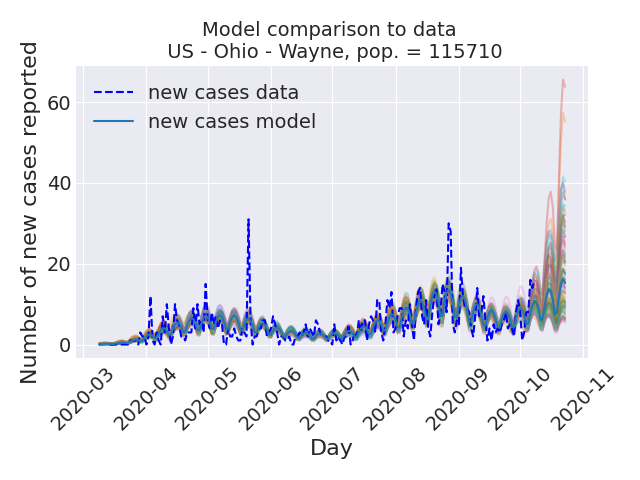 Model comparison to data
US - Ohio - Wayne, pop. = 115710
Number of new cases reported
60
40
20
0
new cases data
new cases model
2020-03
2020-04
2020-05
2020-06
2020-07
2020-08
2020-09
2020-10
2020-11
Day